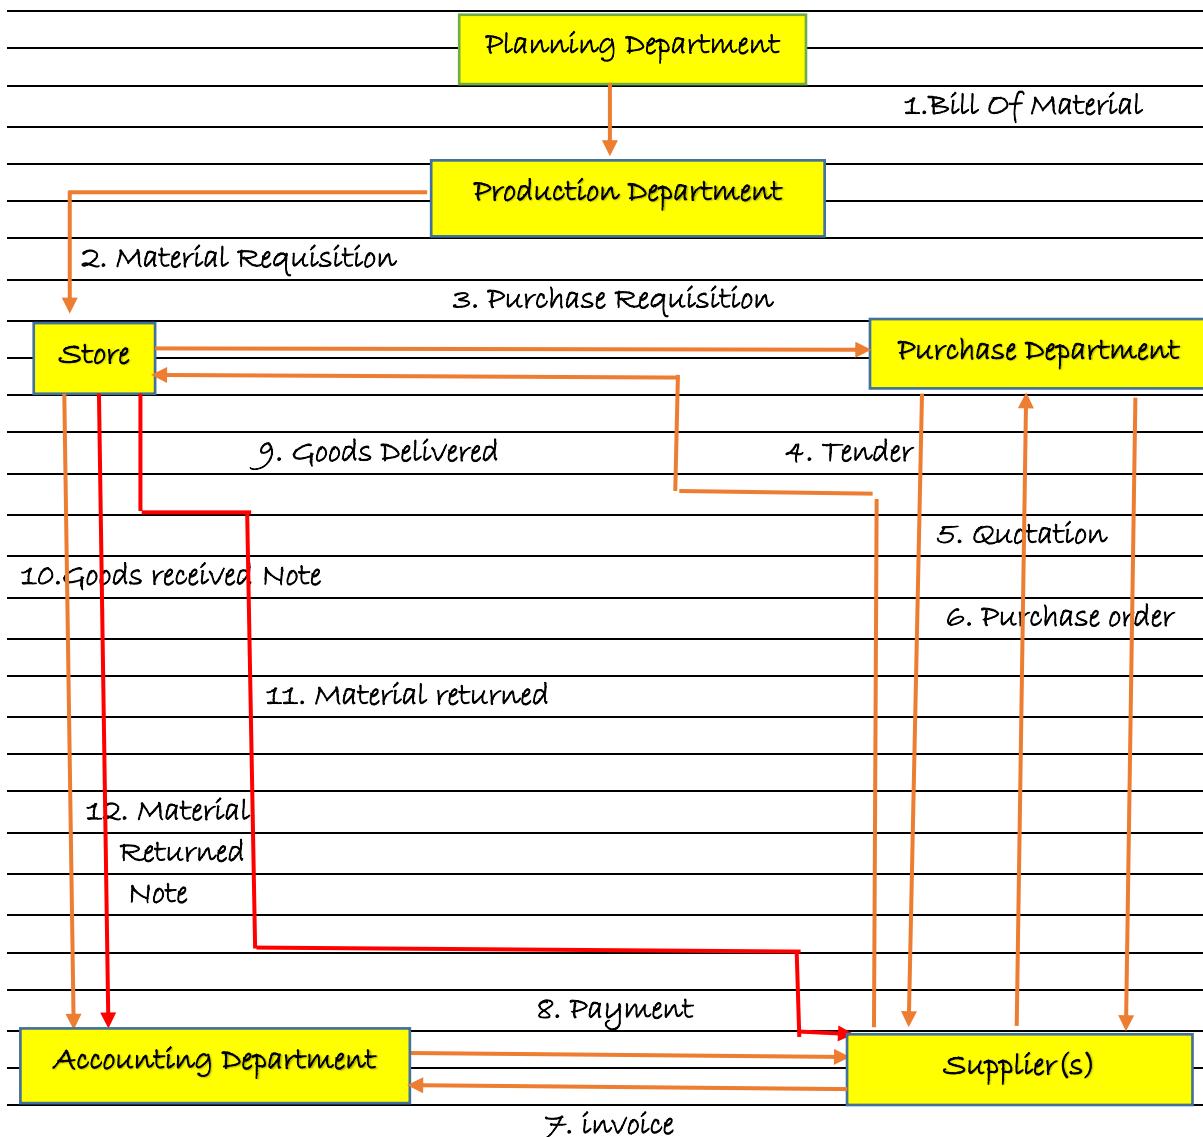 Planning Department
1.Bill Of Material
Production Department
2. Material Requisition
3. Purchase Requisition
Store
Purchase Department
9. Goods Delivered
4. Tender
5. Quotation
10.Goods received Note
6. Purchase order
11. Material returned
12. Material
Returned
Note
8. Payment
Accounting Department
Supplier(s)
7. invoice